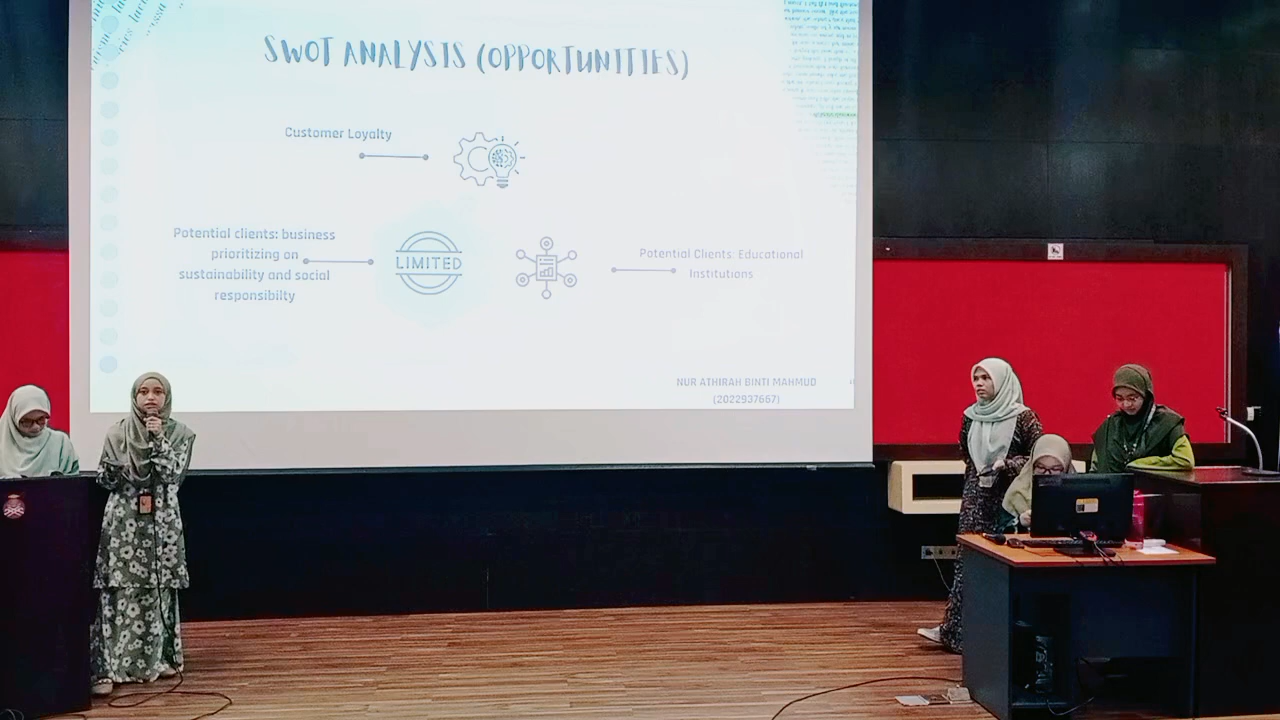 SWOT ANALYSIS (OPPORTUNITIES)
Customer Loyalty
Potential clients: business
prioritizing on
sustainability and social
responsibilty
LIMITED
Potential Clients: Educational
Institutions
NUR ATHIRAH BINTI MAHMUD
(2022937667)